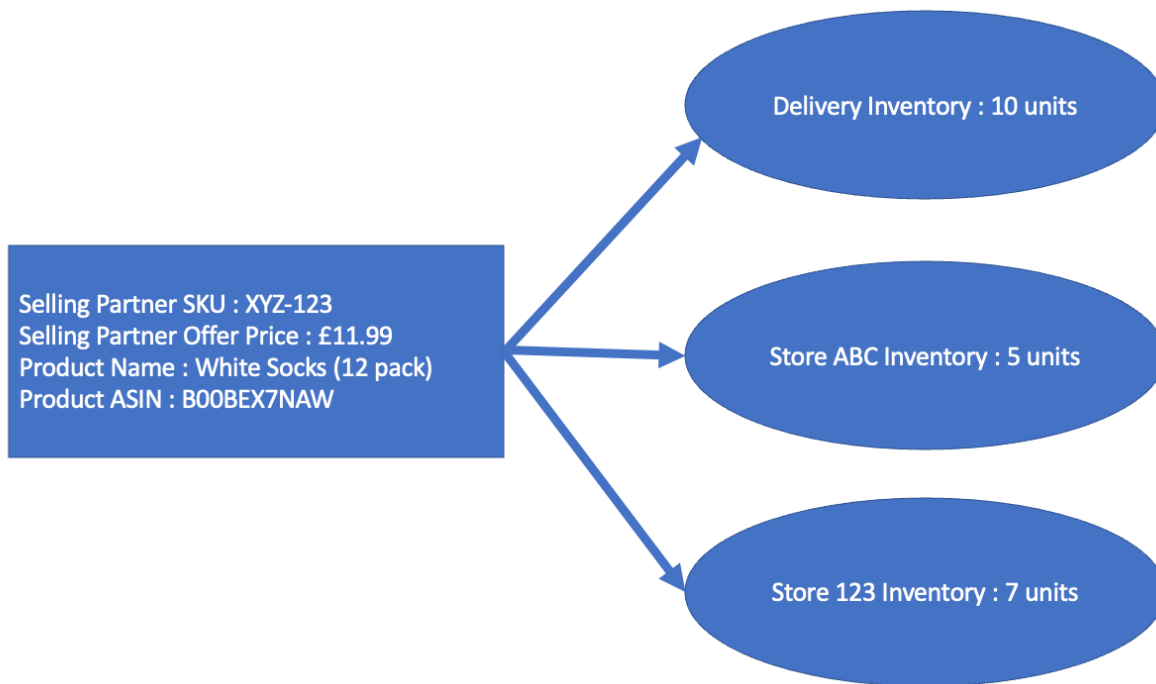 Delivery Inventory : 10 units
Selling Partner SKU : XYZ-123
Selling Partner Offer Price : £11.99
Product Name : White Socks (12 pack)
Product ASIN : B00BEX7NAW
Store ABC Inventory : 5 units
Store 123 Inventory : 7 units